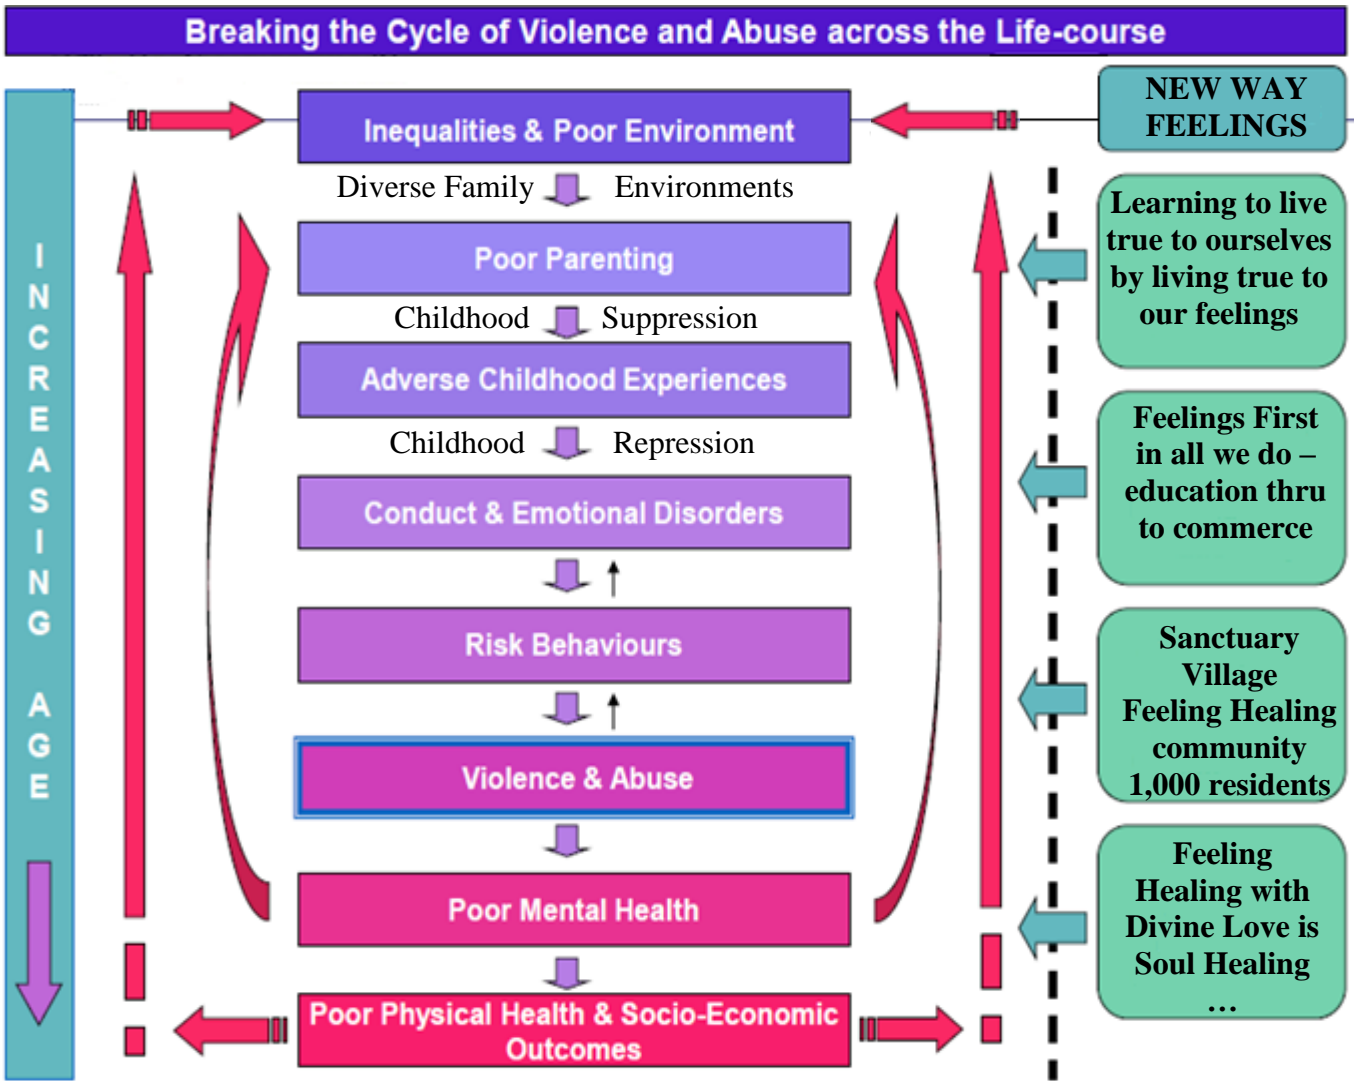 Breaking the Cycle of Violence and Abuse across the Life-course
INCREASING AGE
Inequalities & Poor Environment
Diverse Family Environments
Poor Parenting
Childhood Suppression
Adverse Childhood Experiences
Childhood Repression
Conduct & Emotional Disorders
Risk Behaviours
Violence & Abuse
Poor Mental Health
Poor Physical Health & Socio-Economic
Outcomes
NEW WAY
FEELINGS
Learning to live
true to ourselves
by living true to
our feelings
Feelings First
in all we do –
education thru
to commerce
Sanctuary
Village
Feeling Healing
community
1,000 residents
Feeling
Healing with
Divine Love is
Soul Healing
…